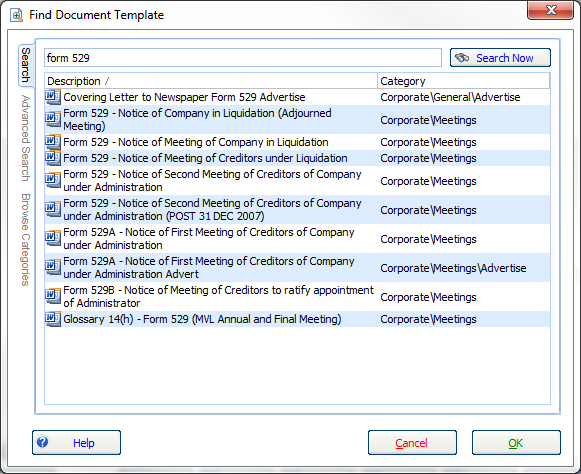 Find Document Template
Search
Advanced Search
Browse Categories
form 529
Search Now
Description /
Category
Covering Letter to Newspaper Form 529 Advertise
Corporate\General\Advertise
Form 529 - Notice of Company in Liquidation (Adjourned
Meeting)
Corporate\Meetings
Form 529 - Notice of Meeting of Company in Liquidation
Corporate\Meetings
Form 529 - Notice of Meeting of Creditors under Liquidation
Corporate\Meetings
Form 529 - Notice of Second Meeting of Creditors of Company
under Administration
Corporate\Meetings
Form 529 - Notice of Second Meeting of Creditors of Company
under Administration (POST 31 DEC 2007)
Corporate\Meetings
Form 529A - Notice of First Meeting of Creditors of Company
under Administration
Corporate\Meetings
Form 529A - Notice of First Meeting of Creditors of Company
under Administration Advert
Corporate\Meetings\Advertise
Form 529B - Notice of Meeting of Creditors to ratify appointment
of Administrator
Corporate\Meetings
Glossary 14(h) - Form 529 (MVL Annual and Final Meeting)
Corporate\Meetings
Help
Cancel
OK